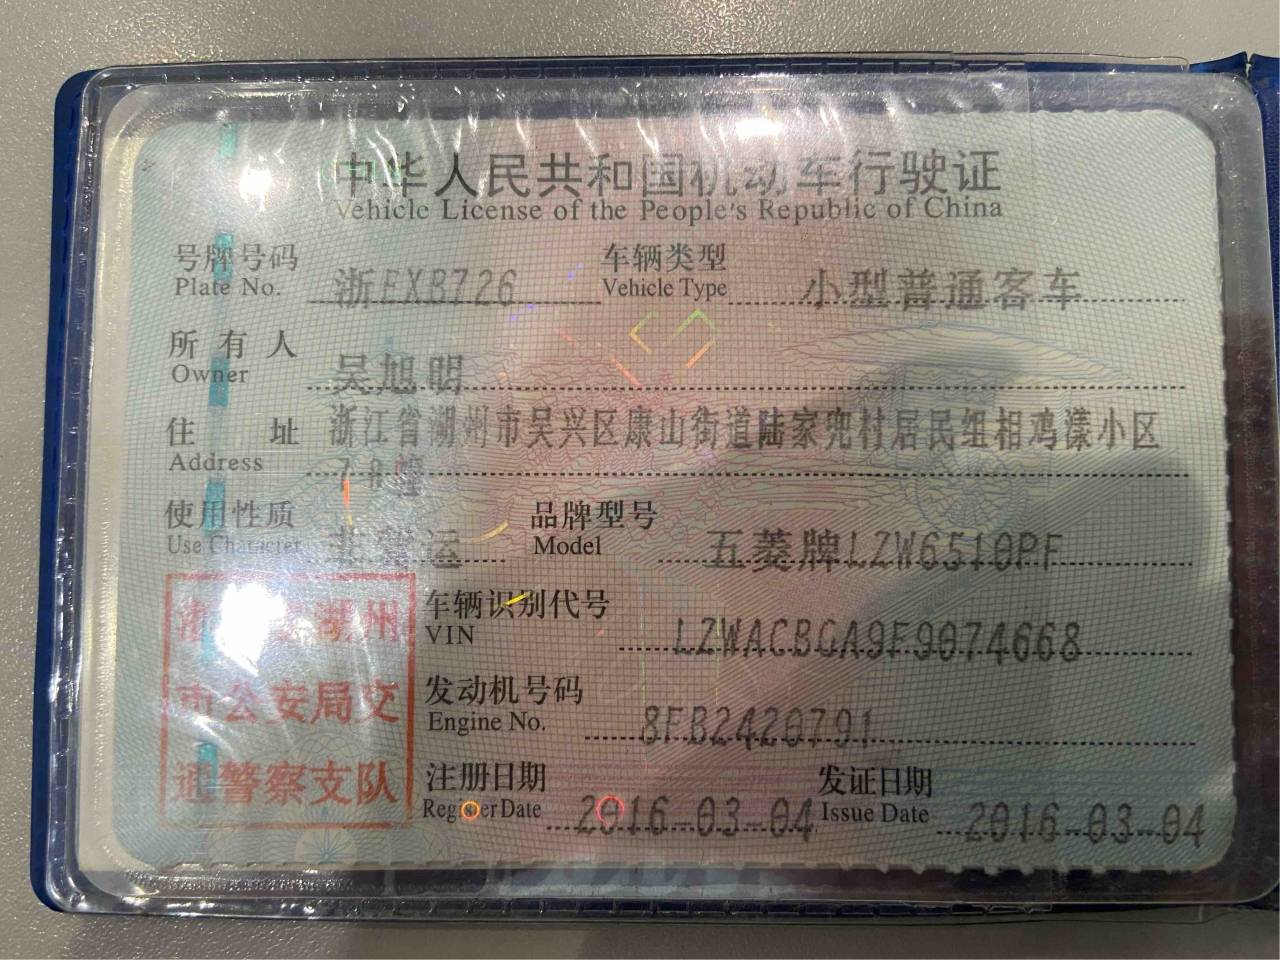 中华人民共和国机动车行驶证
Vehicle License of the People's Republic of China
号牌号码 浙EXB726 车辆类型 小型普通客车
Plate No. Vehicle Type
所有人 吴旭明
Owner
住址 浙江省湖州市吴兴区康山街道陆家兜村居民组相鸡漾小区
Address 78幢
使用性质 非营运 品牌型号 五菱牌LZW6510PF
Use Character Model
车辆识别代号
VIN LZWACBGA9F9074668
发动机号码
Engine No. 8FB2420791
注册日期 2016-03-04 发证日期 2016-03-04
Register Date Issue Date
湖州
市公安局交
通警察支队